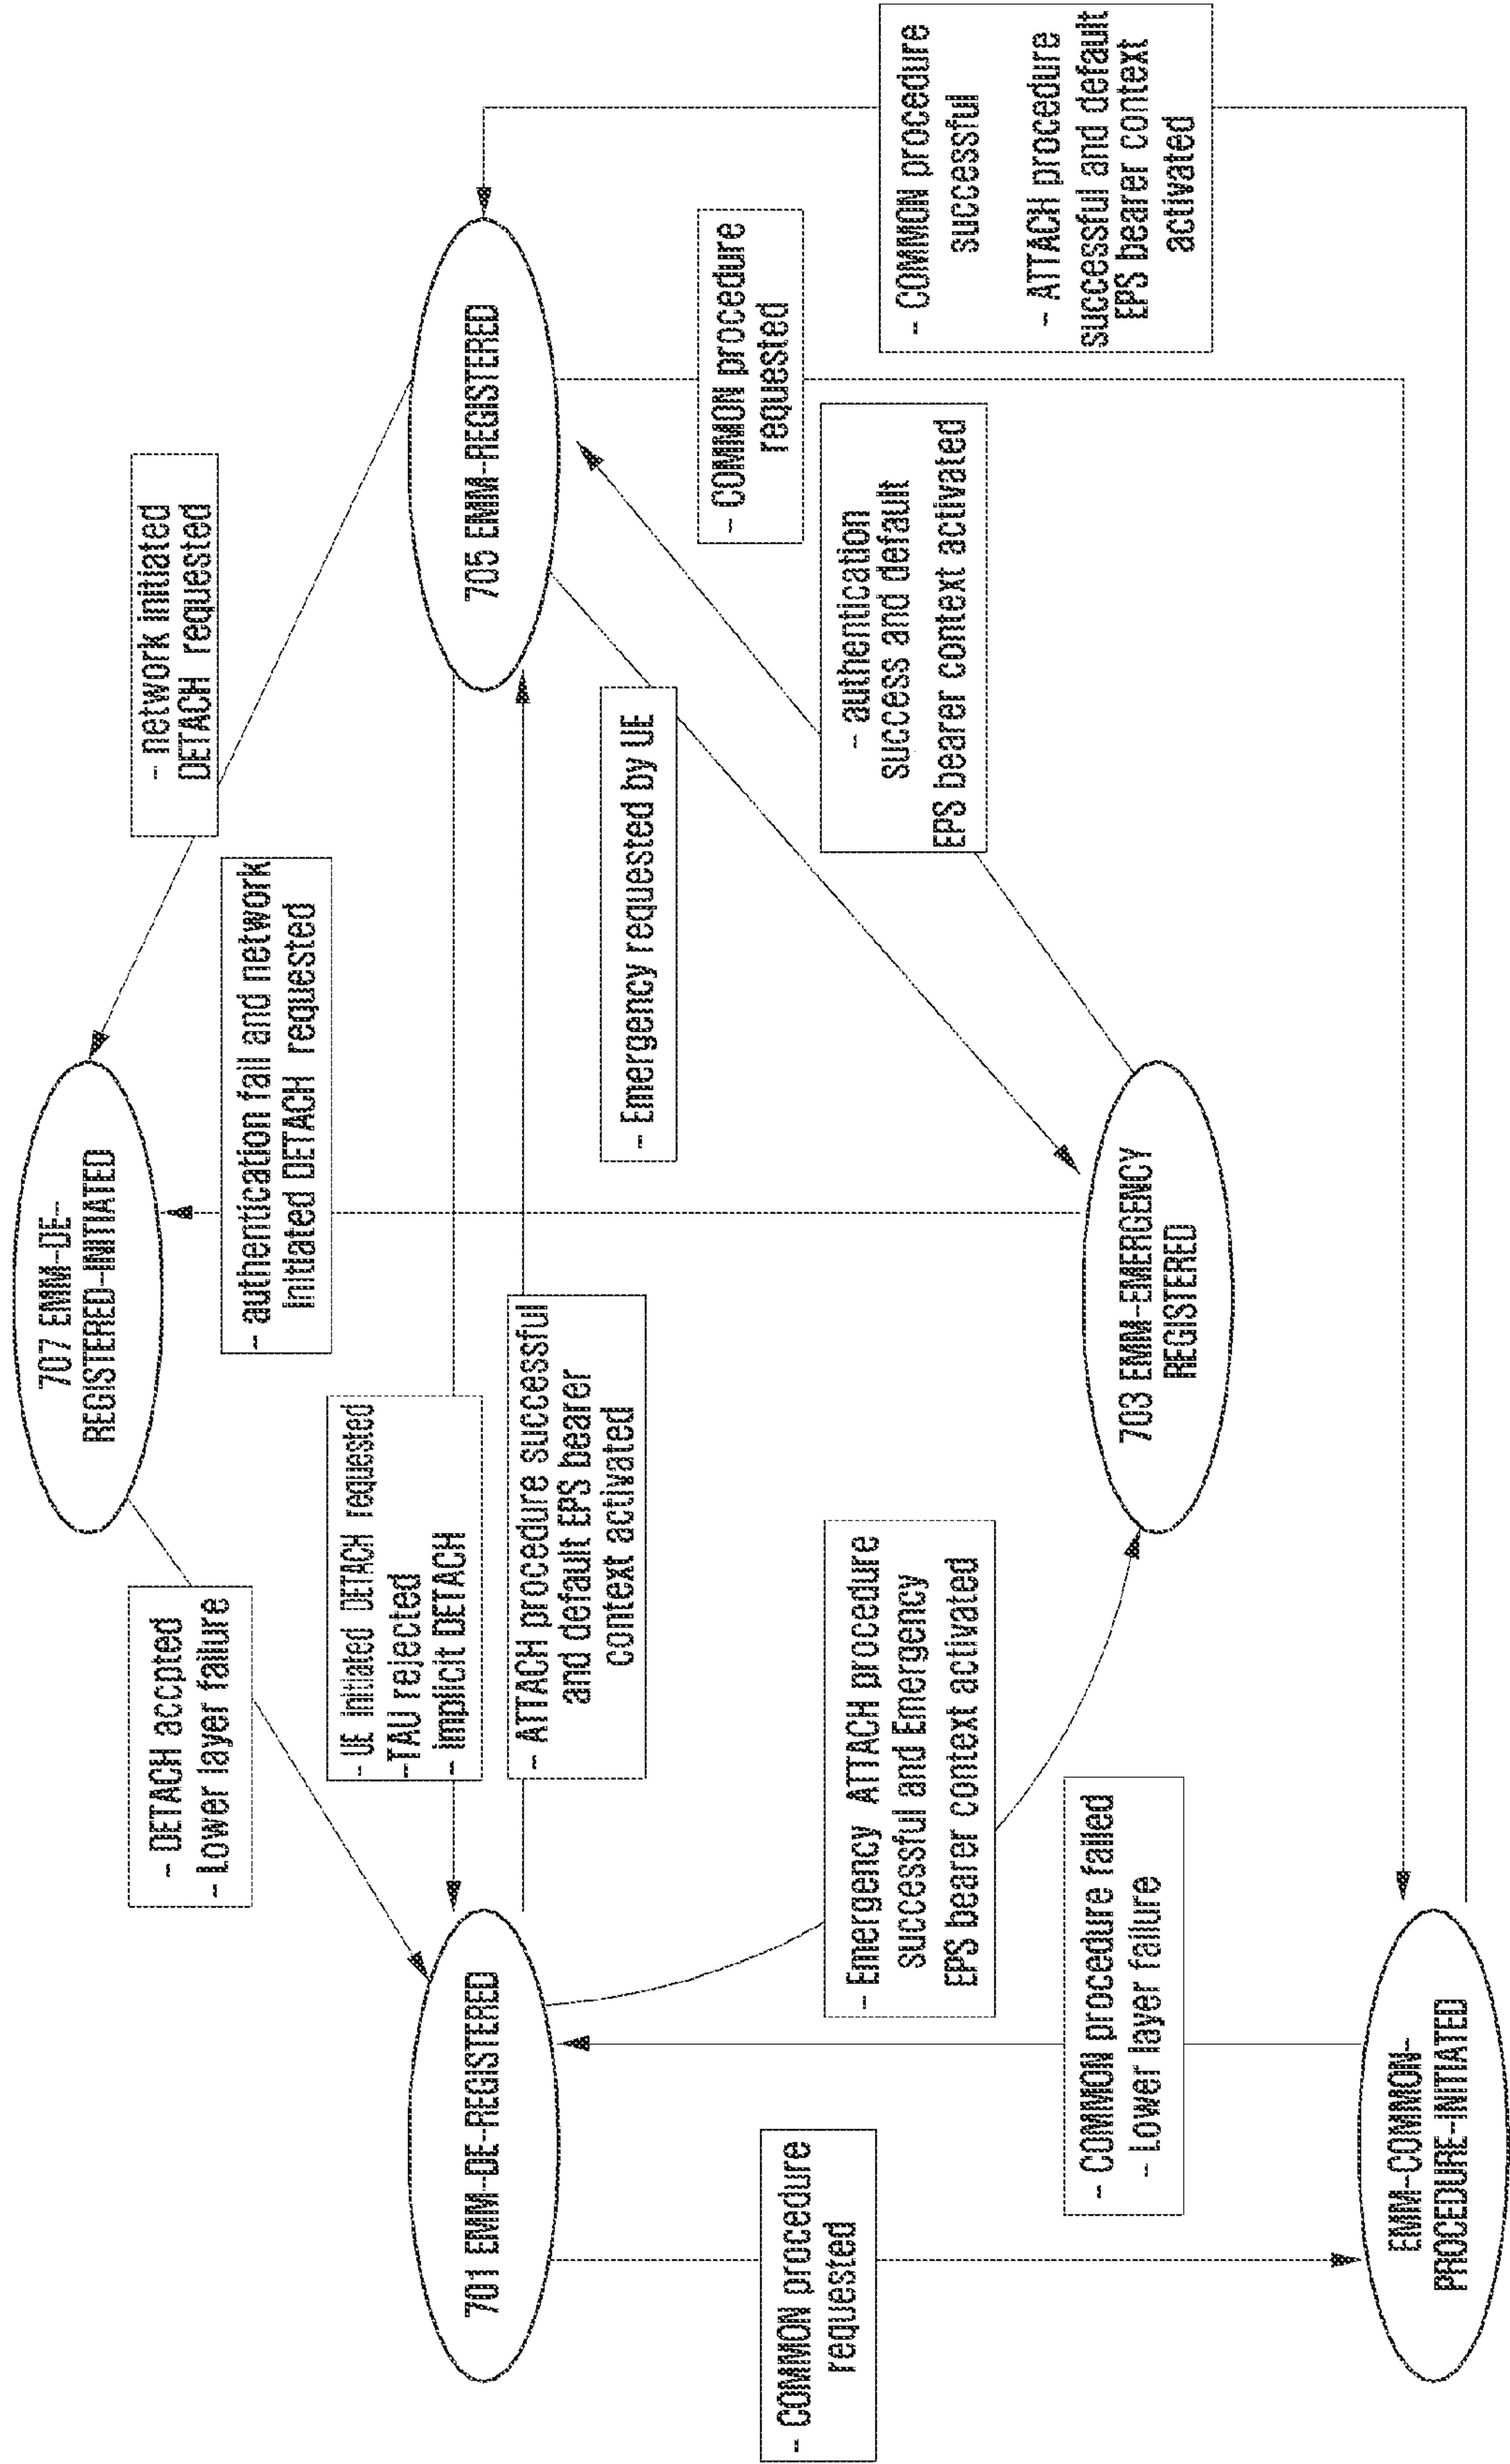 707 EMM-DE-
REGISTERED-INITIATED
- DETACH accpted
- Lower layer failure
- network initiated
DETACH requested
- authentication fail and network
initiated DETACH requested
- UE initiated DETACH requested
- TAU rejected
- implicit DETACH
701 EMM-DE-REGISTERED
705 EMM-REGISTERED
- ATTACH procedure successful
and default EPS bearer
context activated
- Emergency requested by UE
- COMMON procedure
requested
- COMMON procedure
requested
- Emergency ATTACH procedure
successful and Emergency
EPS bearer context activated
- authentication
success and default
EPS bearer context activated
- COMMON procedure
successful
- ATTACH procedure
successful and default
EPS bearer context
activated
- COMMON procedure failed
- Lower layer failure
703 EMM-EMERGENCY
REGISTERED
EMM-COMMON-
PROCEDURE-INITIATED